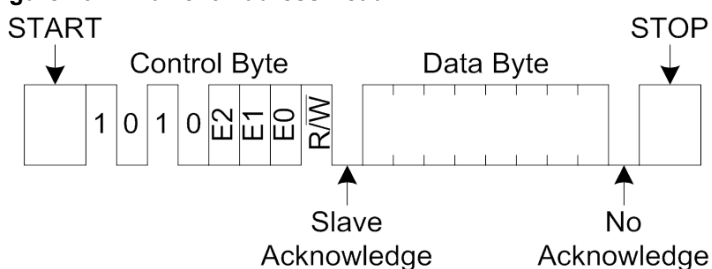 START
STOP
Control Byte
Data Byte
1 0 1 0 E2 E1 E0 R/W
Slave
Acknowledge
No
Acknowledge